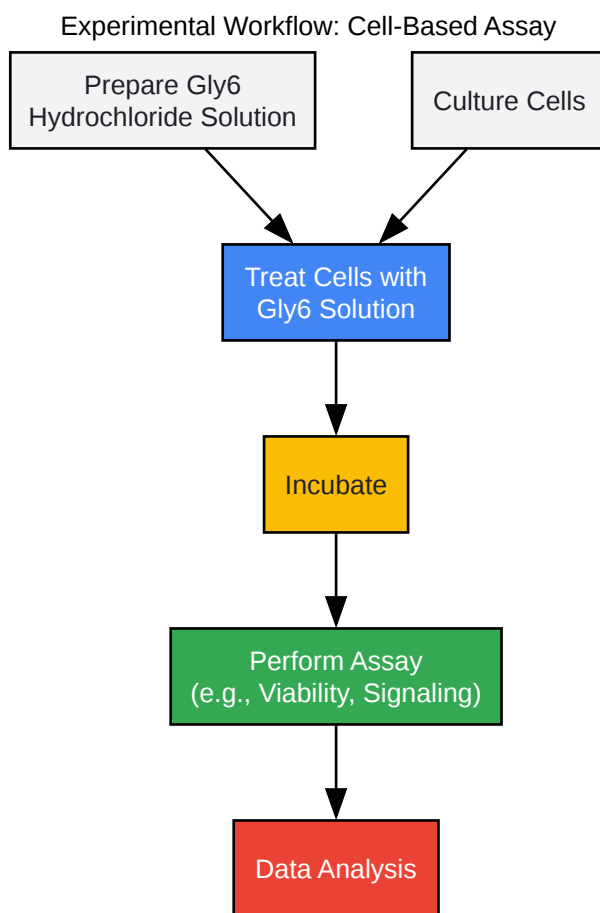 Experimental Workflow: Cell-Based Assay
Prepare Gly6
Hydrochloride Solution
Culture Cells
Treat Cells with
Gly6 Solution
Incubate
Perform Assay
(e.g., Viability, Signaling)
Data Analysis